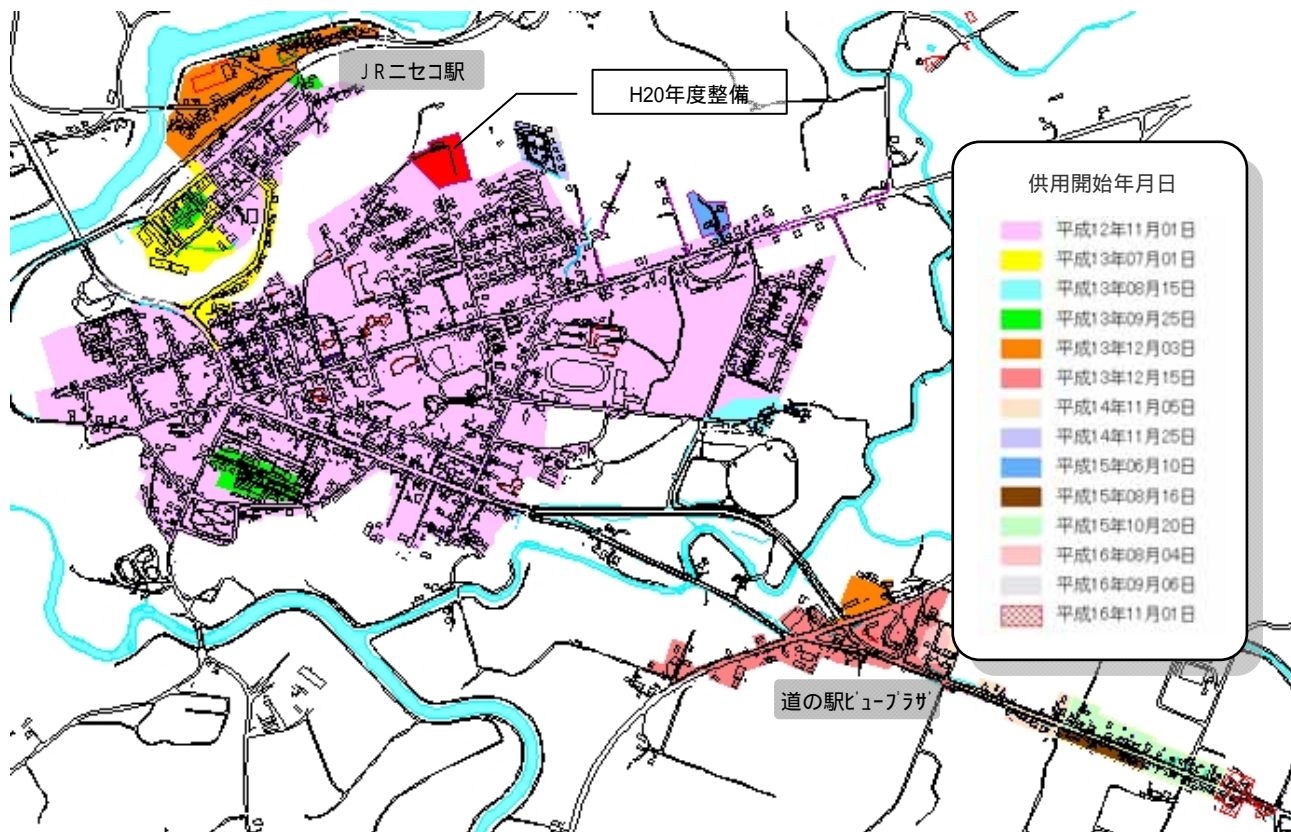 JRニセコ駅
H20年度整備
供用開始年月日
平成12年11月01日
平成13年07月01日
平成13年08月15日
平成13年09月25日
平成13年12月03日
平成13年12月15日
平成14年11月05日
平成14年11月25日
平成15年06月10日
平成15年08月16日
平成15年10月20日
平成16年08月04日
平成16年09月06日
平成16年11月01日
道の駅ﾋﾞｭｰﾌﾟﾗｻﾞ